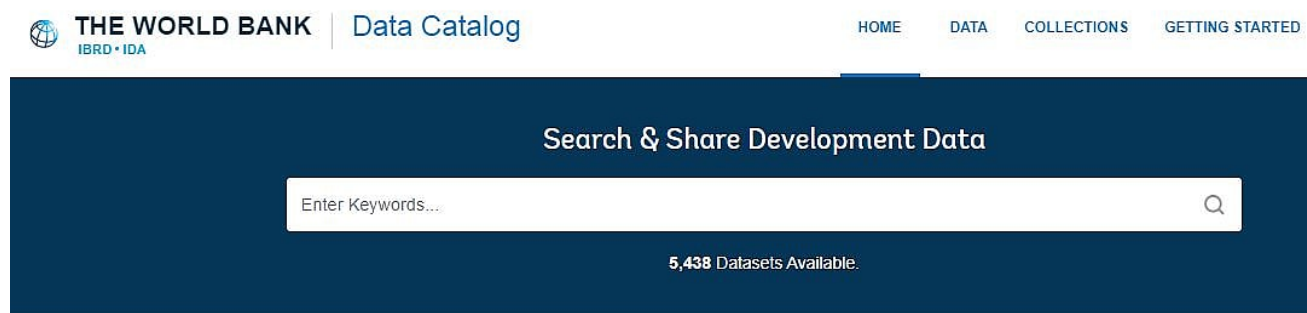 THE WORLD BANK
IBRD • IDA
Data Catalog
HOME DATA COLLECTIONS GETTING STARTED
Search & Share Development Data
Enter Keywords...
5,438 Datasets Available.